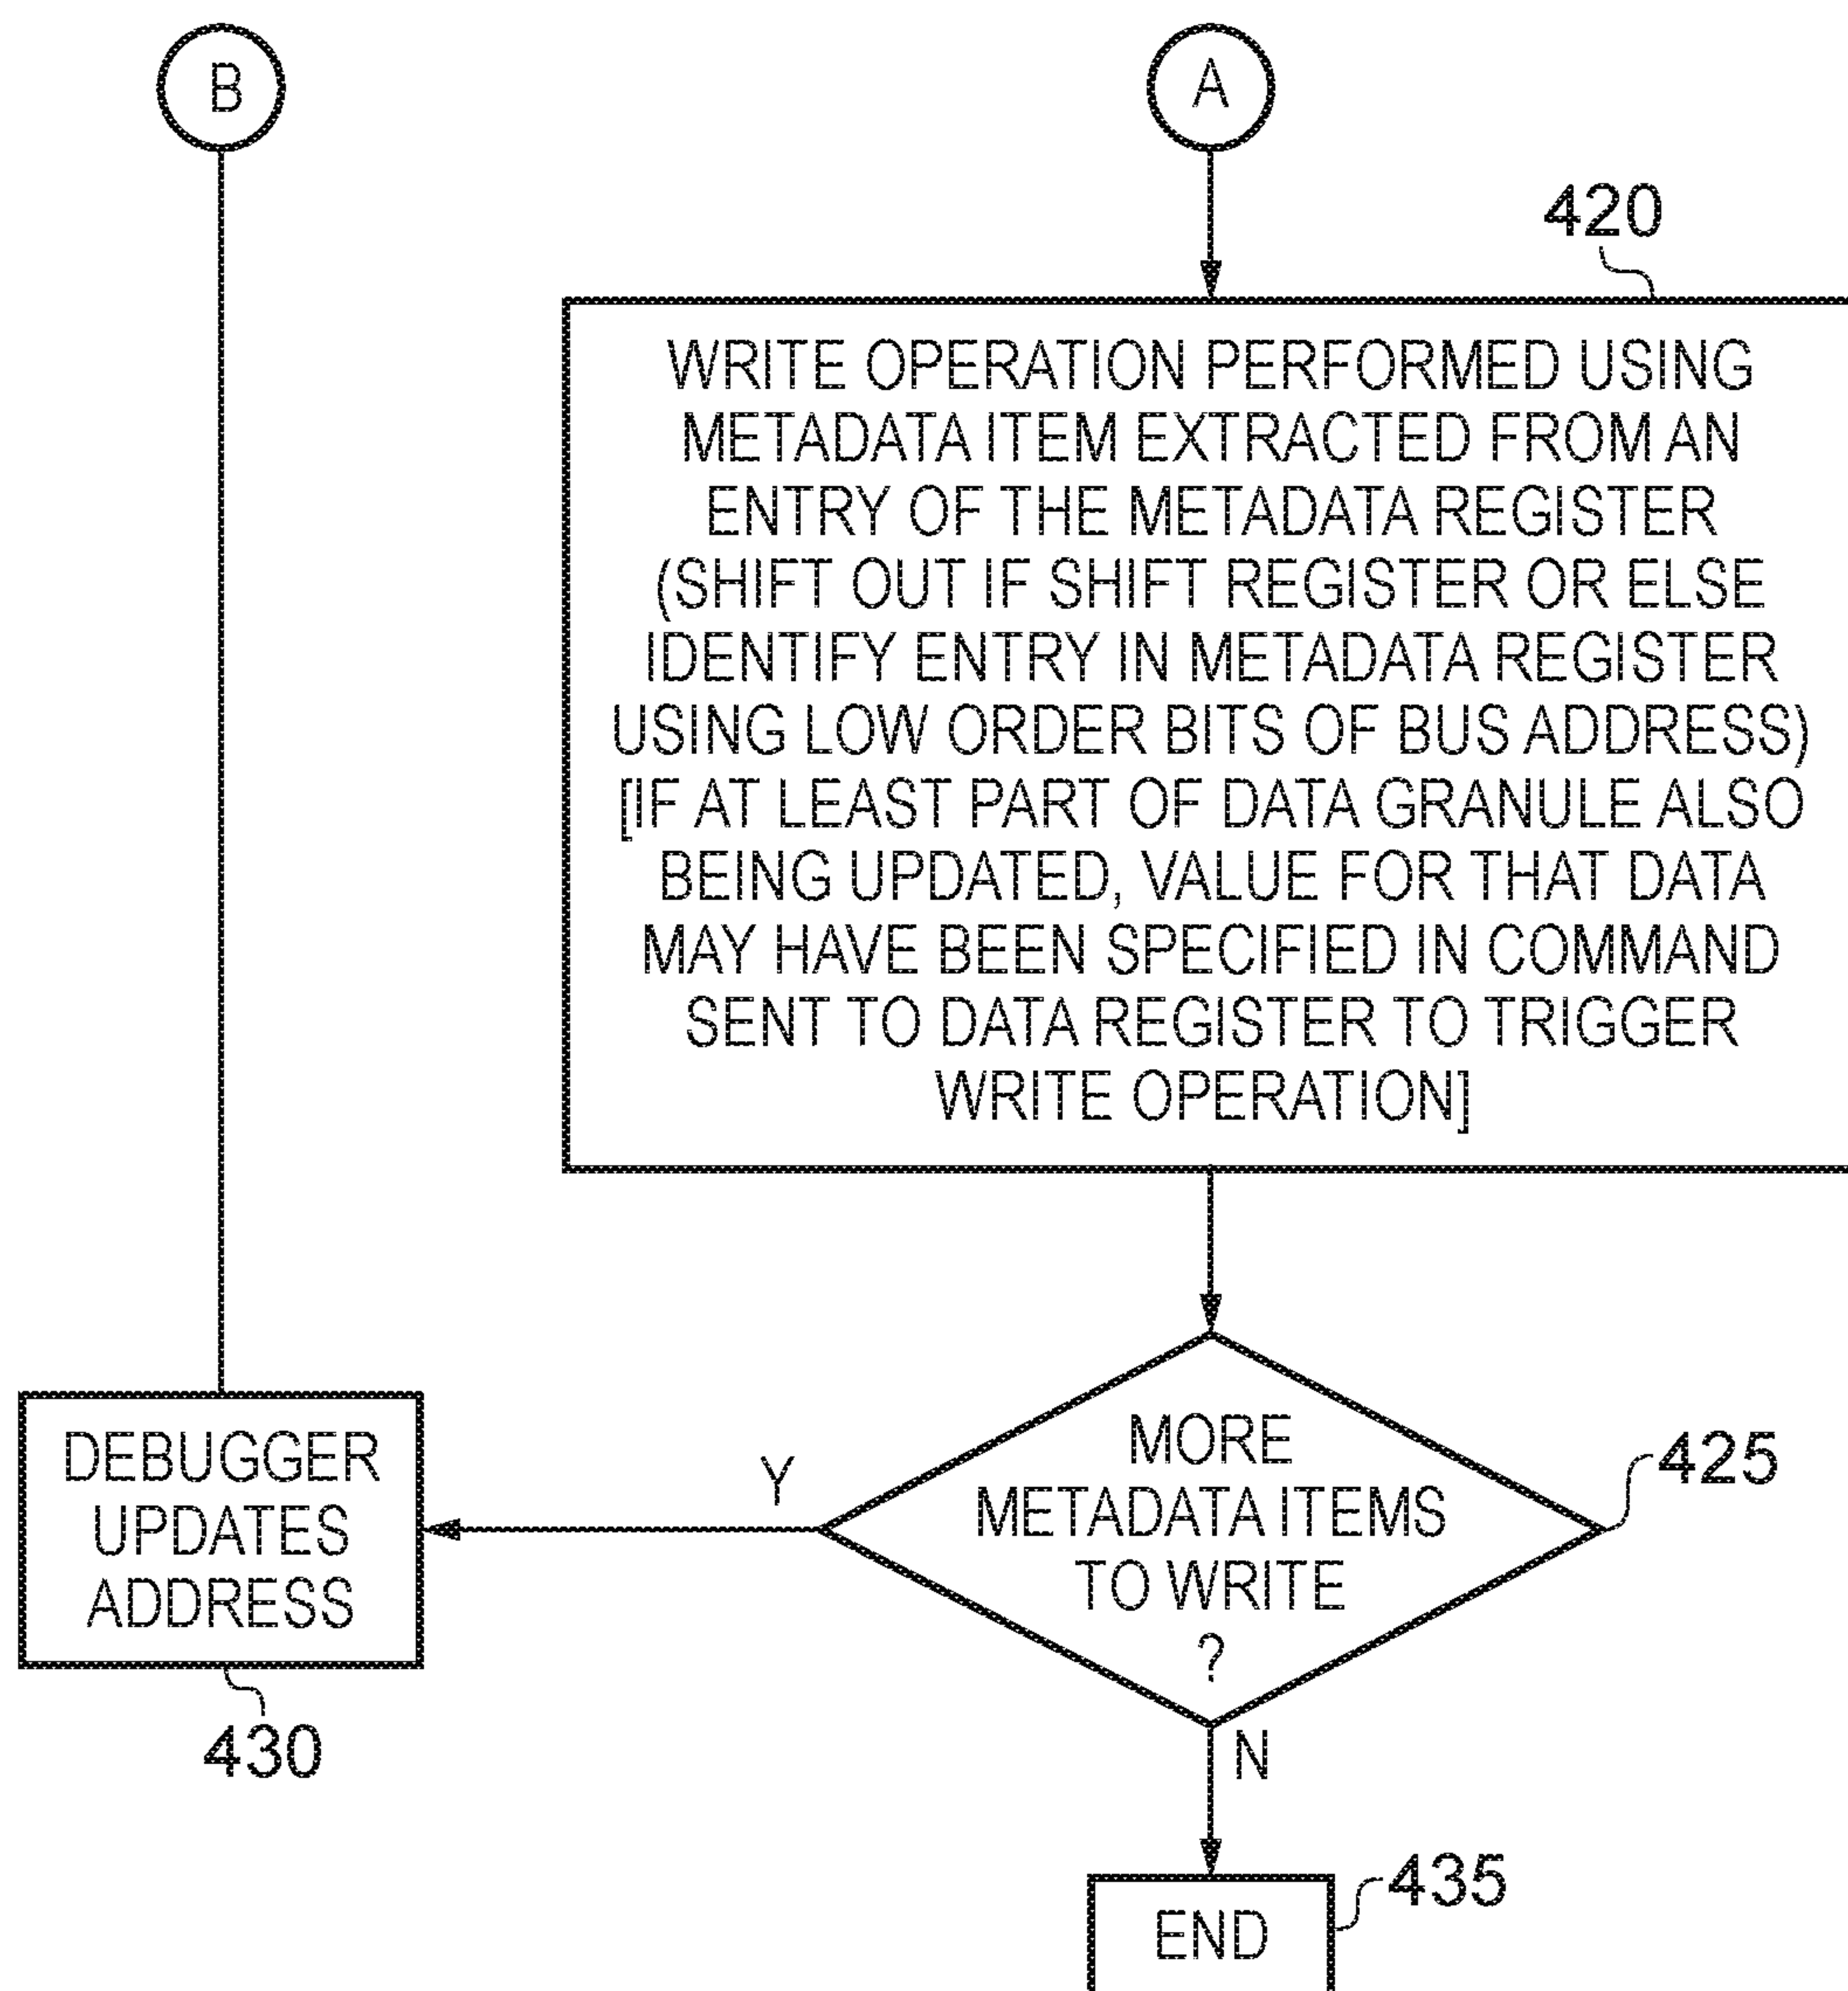 B
A
420
WRITE OPERATION PERFORMED USING
METADATA ITEM EXTRACTED FROM AN
ENTRY OF THE METADATA REGISTER
(SHIFT OUT IF SHIFT REGISTER OR ELSE
IDENTIFY ENTRY IN METADATA REGISTER
USING LOW ORDER BITS OF BUS ADDRESS)
[IF AT LEAST PART OF DATA GRANULE ALSO
BEING UPDATED, VALUE FOR THAT DATA
MAY HAVE BEEN SPECIFIED IN COMMAND
SENT TO DATA REGISTER TO TRIGGER
WRITE OPERATION]
DEBUGGER
UPDATES
ADDRESS
430
Y
MORE
METADATA ITEMS
TO WRITE
?
425
N
END
435